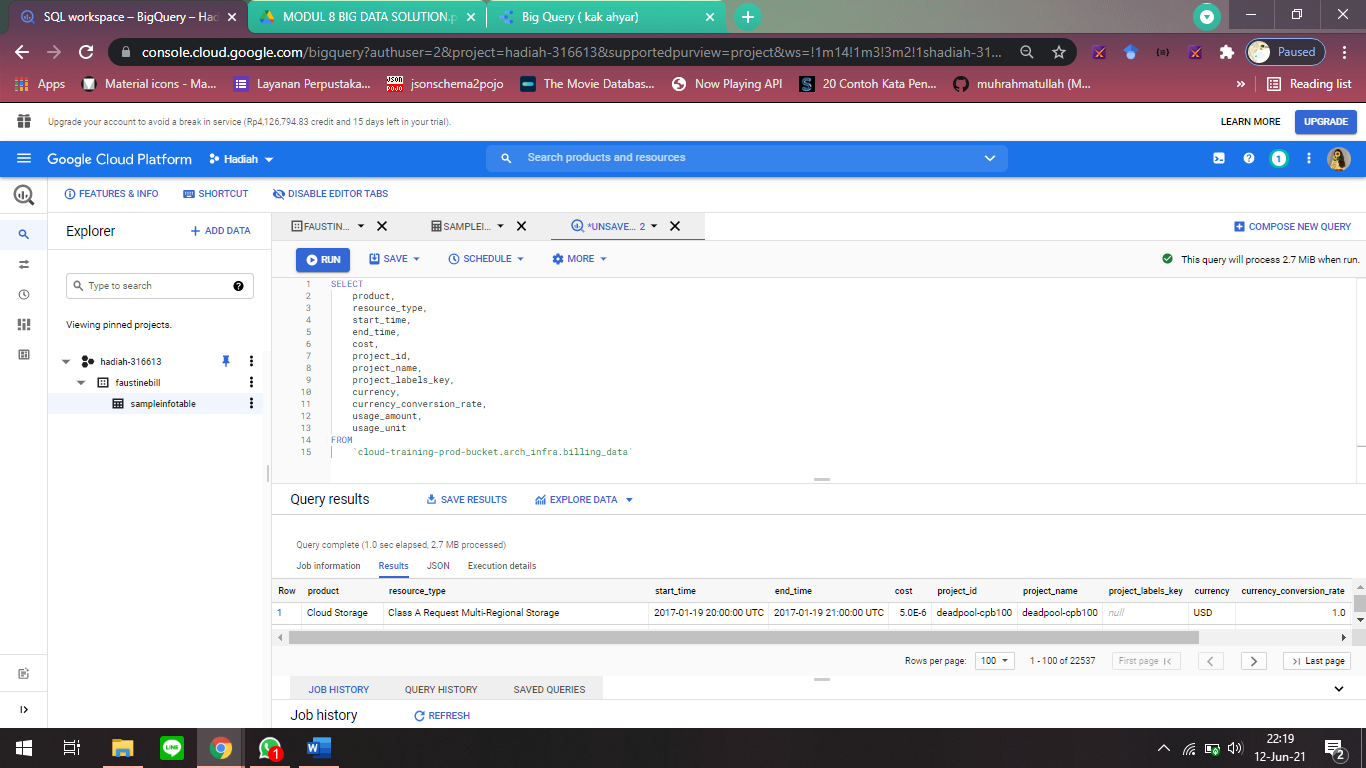 SQL workspace – BigQuery – Had
MODUL 8 BIG DATA SOLUTION.p
Big Query ( kak ahyar)
console.cloud.google.com/bigquery?authuser=2&project=hadiah-316613&supportedpurview=project&ws=!1m14!1m3!3m2!1shadiah-31...
Paused
Apps
Material icons - Ma...
Layanan Perpustaka...
JSON POJO
jsonschema2pojo
The Movie Databas...
Now Playing API
20 Contoh Kata Pen...
muhrahmatullah (M...
»
Reading list
Upgrade your account to avoid a break in service (Rp4,126,794.83 credit and 15 days left in your trial).
LEARN MORE
UPGRADE
Google Cloud Platform
Hadiah
Search products and resources
1
FEATURES & INFO
SHORTCUT
DISABLE EDITOR TABS
Explorer
+ ADD DATA
FAUSTIN...
SAMPLEI...
*UNSAVE... 2
COMPOSE NEW QUERY
RUN
SAVE
SCHEDULE
MORE
This query will process 2.7 MiB when run.
Type to search
Viewing pinned projects.
hadiah-316613
faustinebill
sampleinfotable
1 SELECT
2 product,
3 resource_type,
4 start_time,
5 end_time,
6 cost,
7 project_id,
8 project_name,
9 project_labels_key,
10 currency,
11 currency_conversion_rate,
12 usage_amount,
13 usage_unit
14 FROM
15 `cloud-training-prod-bucket.arch_infra.billing_data`
Query results
SAVE RESULTS
EXPLORE DATA
Query complete (1.0 sec elapsed, 2.7 MB processed)
Job information
Results
JSON
Execution details
Row product resource_type start_time end_time cost project_id project_name project_labels_key currency currency_conversion_rate
1 Cloud Storage Class A Request Multi-Regional Storage 2017-01-19 20:00:00 UTC 2017-01-19 21:00:00 UTC 5.0E-6 deadpool-cpb100 deadpool-cpb100 null USD 1.0
Rows per page: 100 1 - 100 of 22537 First page Last page
JOB HISTORY
QUERY HISTORY
SAVED QUERIES
Job history
REFRESH
LINE
1
W
22:19
12-Jun-21
2